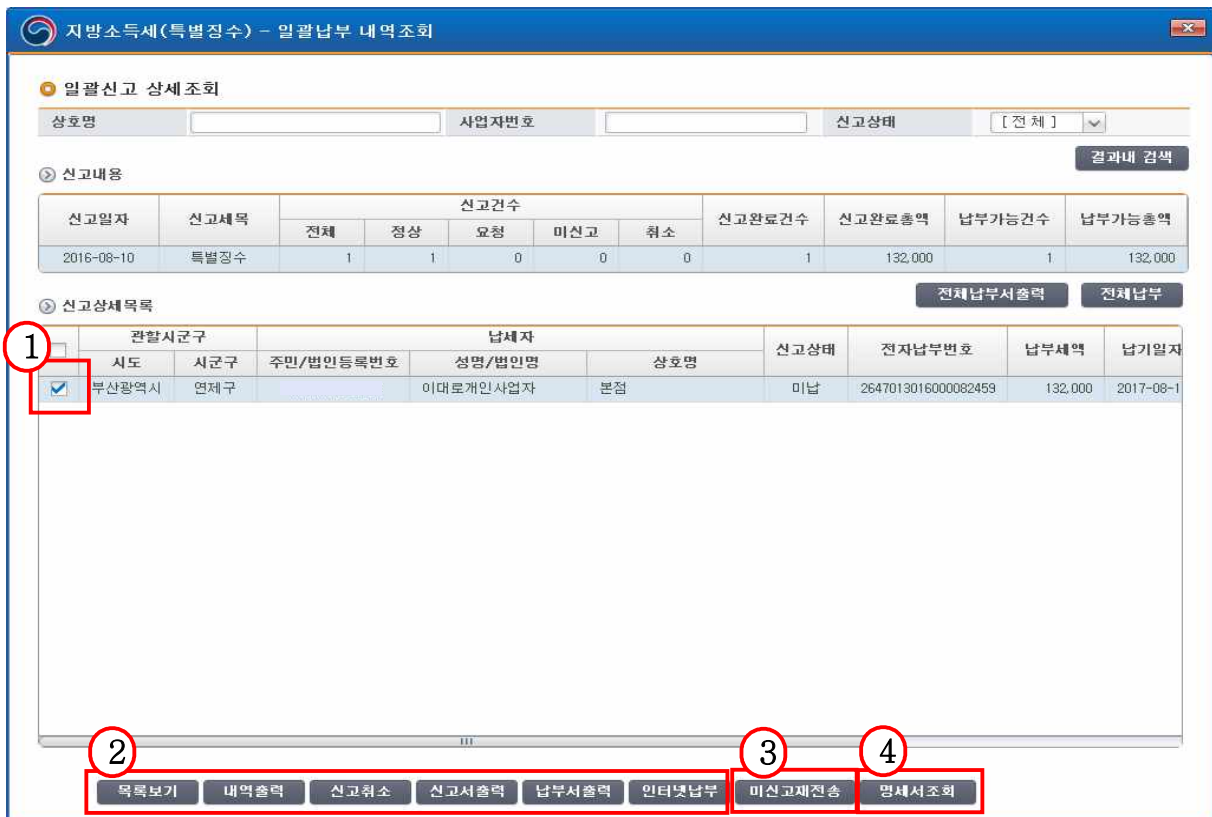 지방소득세(특별징수) - 일괄납부 내역조회
일괄신고 상세조회
상호명 사업자번호 신고상태 [전체]
결과내 검색
신고내용
신고일자 신고세목 신고건수 신고완료건수 신고완료총액 납부가능건수 납부가능총액
전체 정상 요청 미신고 취소
2016-08-10 특별징수 1 1 0 0 0 1 132,000 1 132,000
전체납부서출력 전체납부
신고상세목록
1
관할시군구 납세자 신고상태 전자납부번호 납부세액 납기일자
시도 시군구 주민/법인등록번호 성명/법인명 상호명
부산광역시 연제구 이대로개인사업자 본점 미납 2647013016000082459 132,000 2017-08-1
2 3 4
목록보기 내역출력 신고취소 신고서출력 납부서출력 인터넷납부 미신고재전송 명세서조회